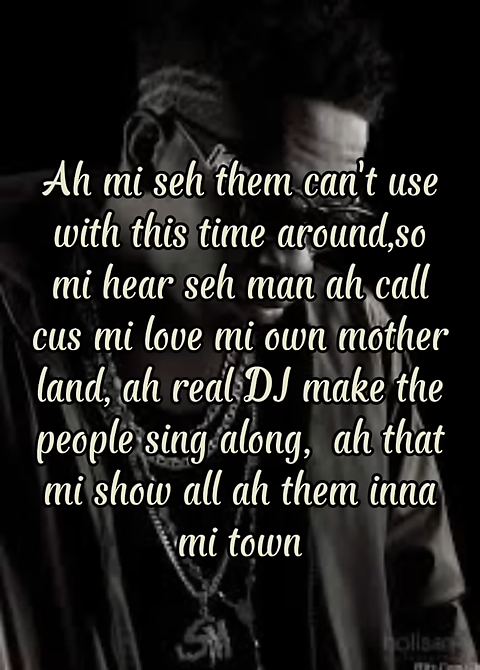 Ah mi seh them can't use
with this time around,so
mi hear seh man ah call
cus mi love mi own mother
land, ah real DJ make the
people sing along,  ah that
mi show all ah them inna
mi town
SM